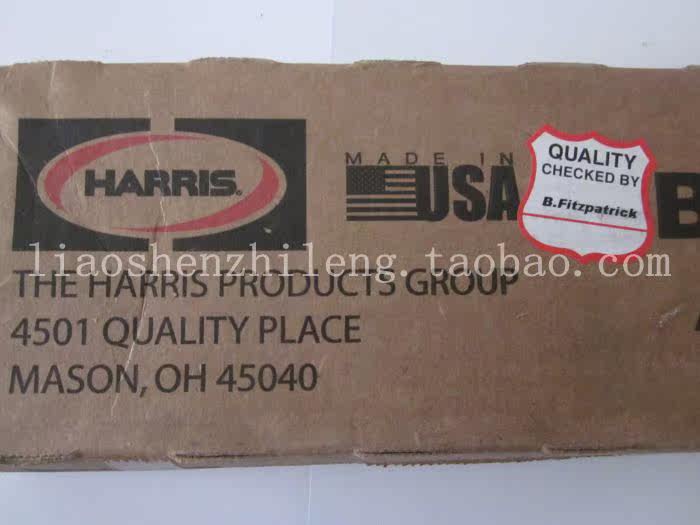 HARRIS®
MADE IN
USA
QUALITY
CHECKED BY
B.Fitzpatrick
B
liaoshenzhileng.taobao.com
THE HARRIS PRODUCTS GROUP
4501 QUALITY PLACE
MASON, OH 45040